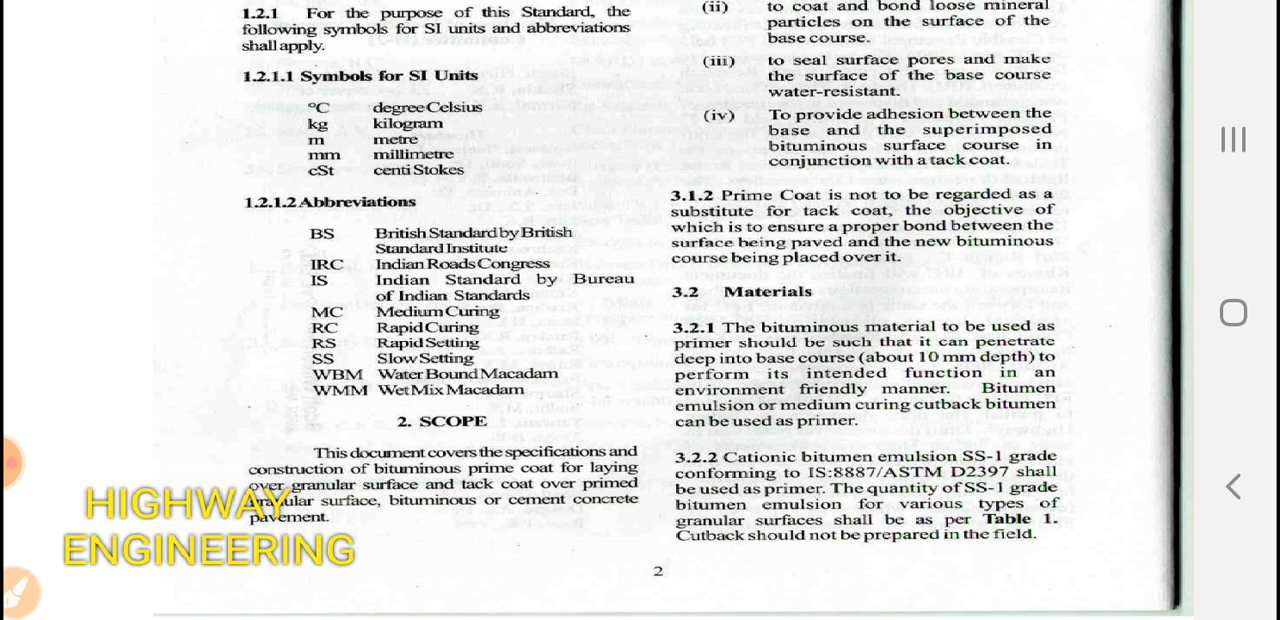 1.2.1 For the purpose of this Standard, the
following symbols for SI units and abbreviations
shall apply.
1.2.1.1 Symbols for SI Units
°C degree Celsius
kg kilogram
m metre
mm millimetre
cSt centi Stokes
1.2.1.2 Abbreviations
BS British Standard by British
Standard Institute
IRC Indian Roads Congress
IS Indian Standard by Bureau
of Indian Standards
MC Medium Curing
RC Rapid Curing
RS Rapid Setting
SS Slow Setting
WBM Water Bound Macadam
WMM Wet Mix Macadam
2. SCOPE
This document covers the specifications and
construction of bituminous prime coat for laying
over granular surface and tack coat over primed
granular surface, bituminous or cement concrete
pavement.
HIGHWAY
ENGINEERING
(ii) to coat and bond loose mineral
particles on the surface of the
base course.
(iii) to seal surface pores and make
the surface of the base course
water-resistant.
(iv) To provide adhesion between the
base and the superimposed
bituminous surface course in
conjunction with a tack coat.
3.1.2 Prime Coat is not to be regarded as a
substitute for tack coat, the objective of
which is to ensure a proper bond between the
surface being paved and the new bituminous
course being placed over it.
3.2 Materials
3.2.1 The bituminous material to be used as
primer should be such that it can penetrate
deep into base course (about 10 mm depth) to
perform its intended function in an
environment friendly manner. Bitumen
emulsion or medium curing cutback bitumen
can be used as primer.
3.2.2 Cationic bitumen emulsion SS-1 grade
conforming to IS:8887/ASTM D2397 shall
be used as primer. The quantity of SS-1 grade
bitumen emulsion for various types of
granular surfaces shall be as per Table 1.
Cutback should not be prepared in the field.
2